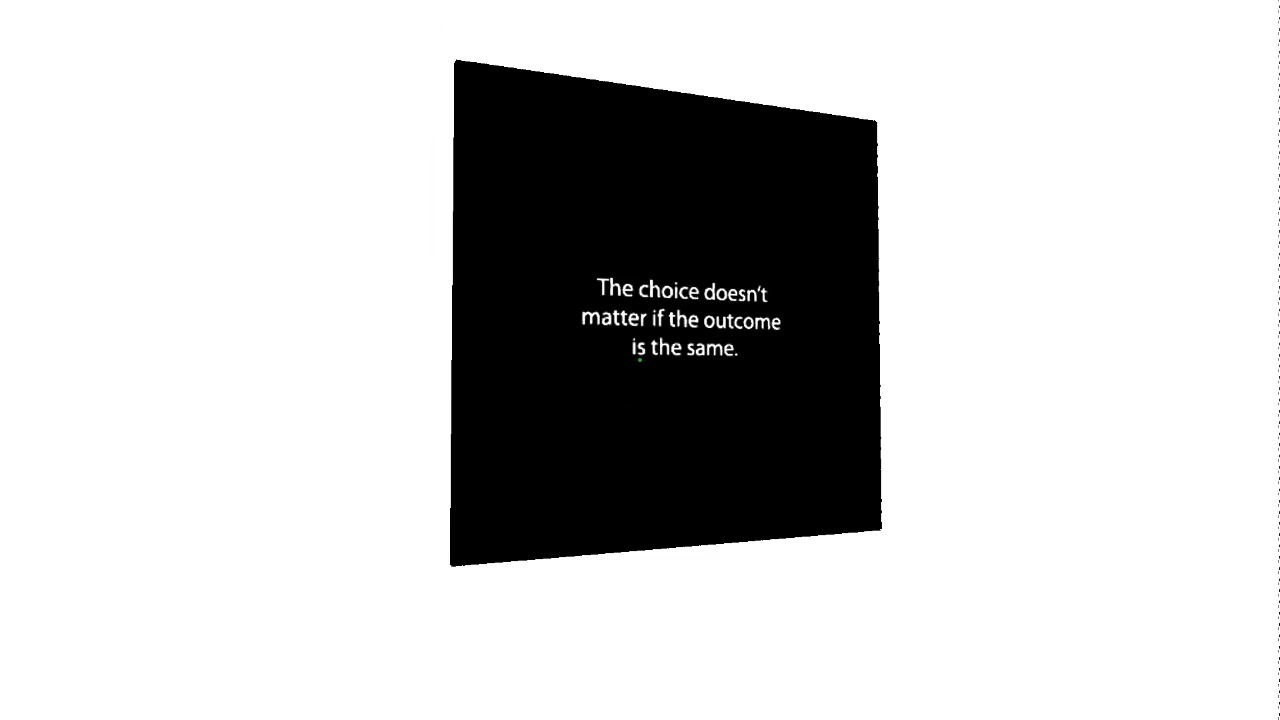 The choice doesn't
matter if the outcome
is the same.